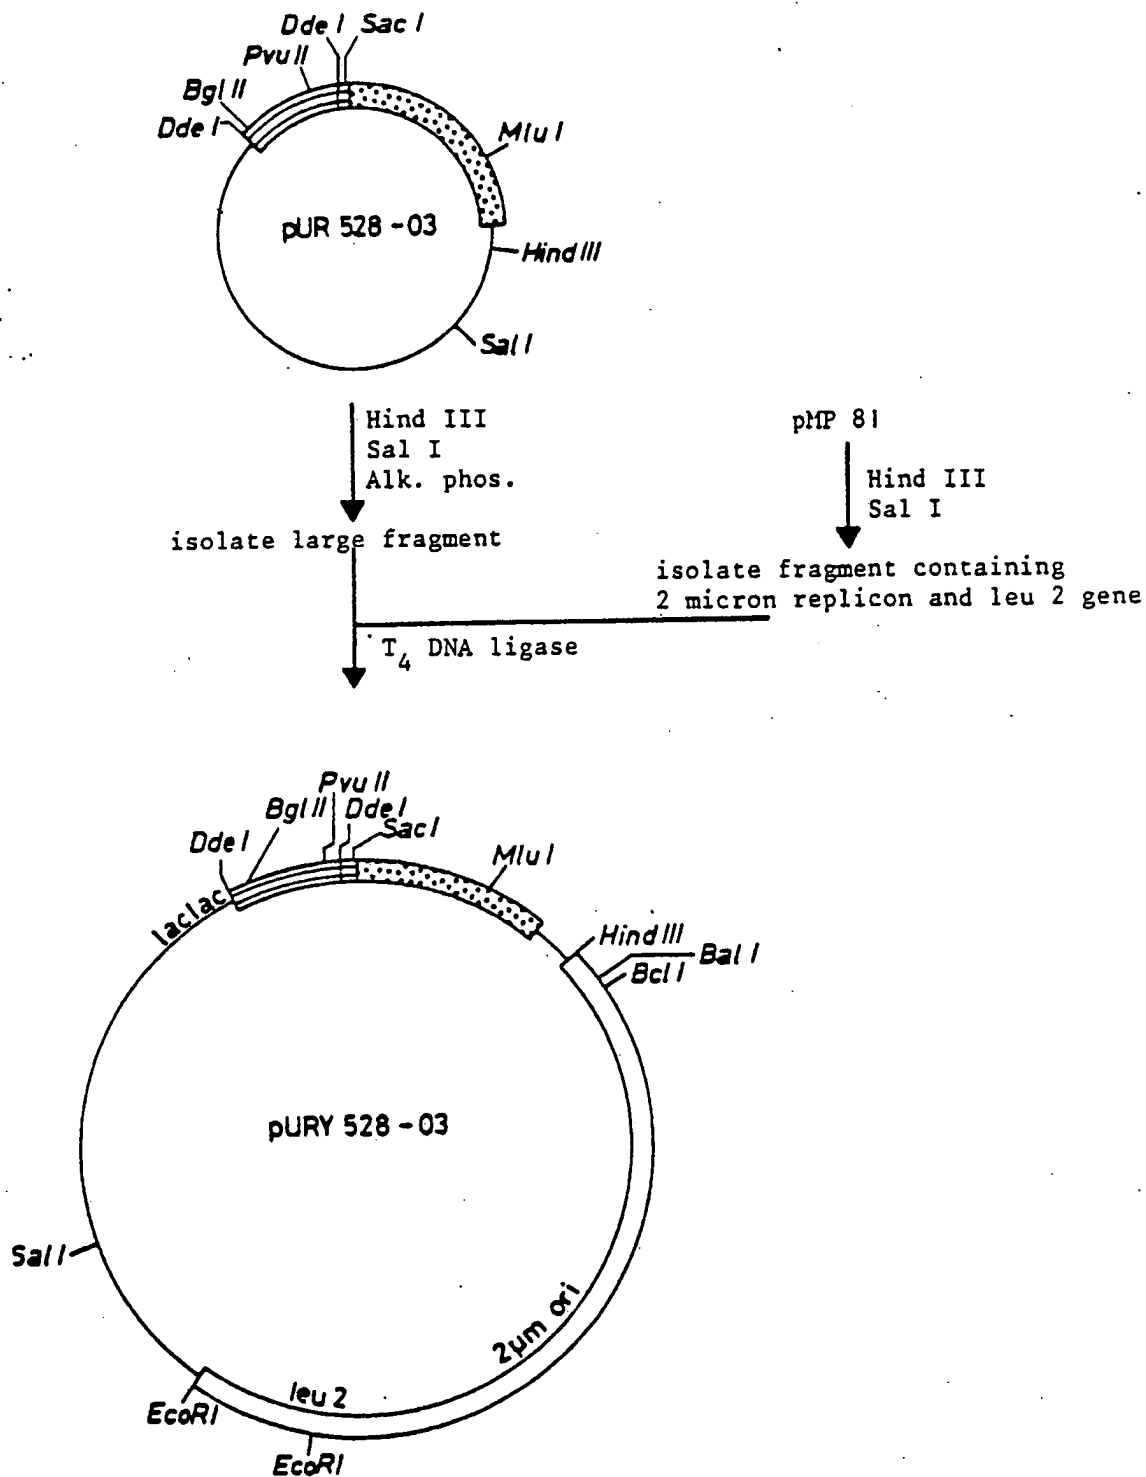 Dde I Sac I
Pvu II
Bgl II
Dde I
Mlu I
pUR 528-03
Hind III
Sal I
Hind III
Sal I
Alk. phos.
pMP 81
Hind III
Sal I
isolate large fragment
isolate fragment containing
2 micron replicon and leu 2 gene
T4 DNA ligase
Pvu II
Bgl II Dde I
Dde I Sac I
Mlu I
laclac
Hind III
Bal I
Bcl I
pURY 528-03
Sal I
2μm ori
leu 2
EcoRI
EcoRI